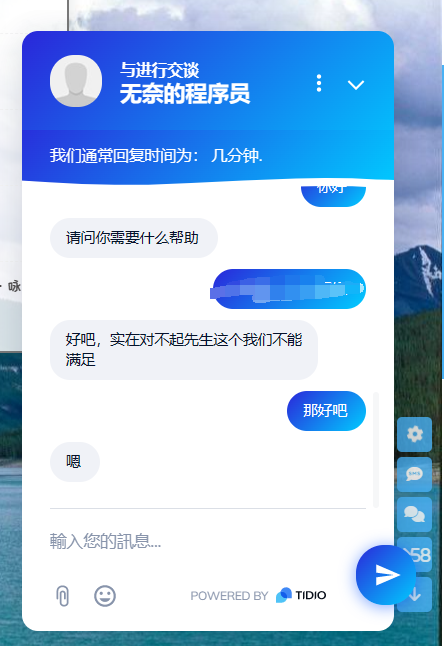 与进行交谈
无奈的程序员
我们通常回复时间为： 几分钟.
你好
请问你需要什么帮助
· 咏
好吧，实在对不起先生这个我们不能
满足
那好吧
嗯
輸入您的訊息...
POWERED BY TIDIO
SMS
:58